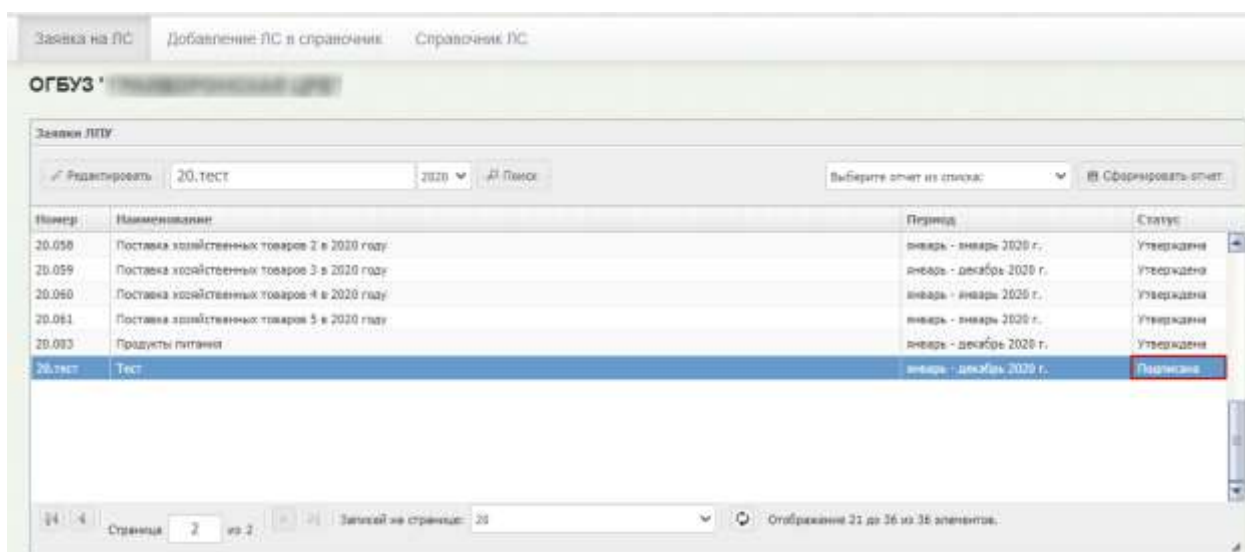 Заявка на ЛС Добавление ЛС в справочник Справочник ЛС
ОГБУЗ "
Заявки ЛПУ
Редактировать 20.тест 2020 Поиск Выберите отчет из списка: Сформировать отчет
Номер Наименование Период Статус
20.058 Поставка хозяйственных товаров 2 в 2020 году январь - январь 2020 г. Утверждена
20.059 Поставка хозяйственных товаров 3 в 2020 году январь - декабрь 2020 г. Утверждена
20.060 Поставка хозяйственных товаров 4 в 2020 году январь - январь 2020 г. Утверждена
20.061 Поставка хозяйственных товаров 5 в 2020 году январь - январь 2020 г. Утверждена
20.083 Продукты питания январь - декабрь 2020 г. Утверждена
20.тест Тест январь - декабрь 2020 г. Подписана
Страница 2 из 2 Записей на странице: 20 Отображение 21 до 36 из 36 элементов.